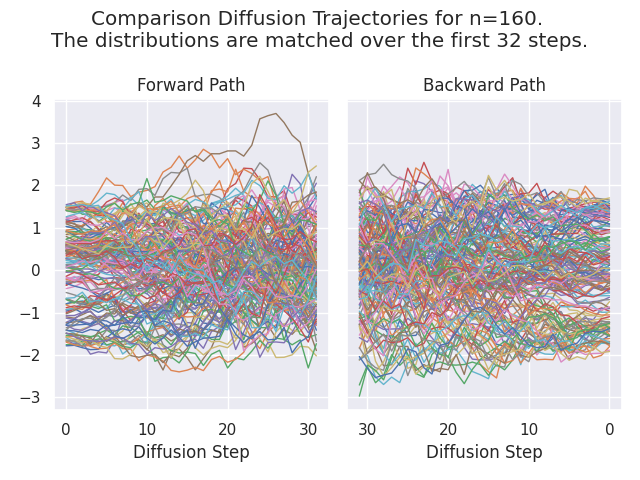 Comparison Diffusion Trajectories for n=160.
The distributions are matched over the first 32 steps.
Forward Path
Backward Path
4
3
2
1
0
−1
−2
−3
0 10 20 30
30 20 10 0
Diffusion Step
Diffusion Step